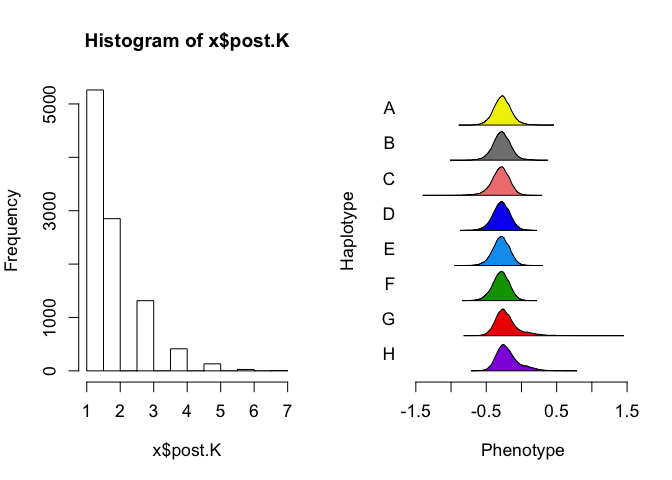 Histogram of x$post.K
Frequency
0
1000
3000
5000
1 2 3 4 5 6 7
x$post.K
Haplotype
A
B
C
D
E
F
G
H
-1.5 -0.5 0.5 1.5
Phenotype